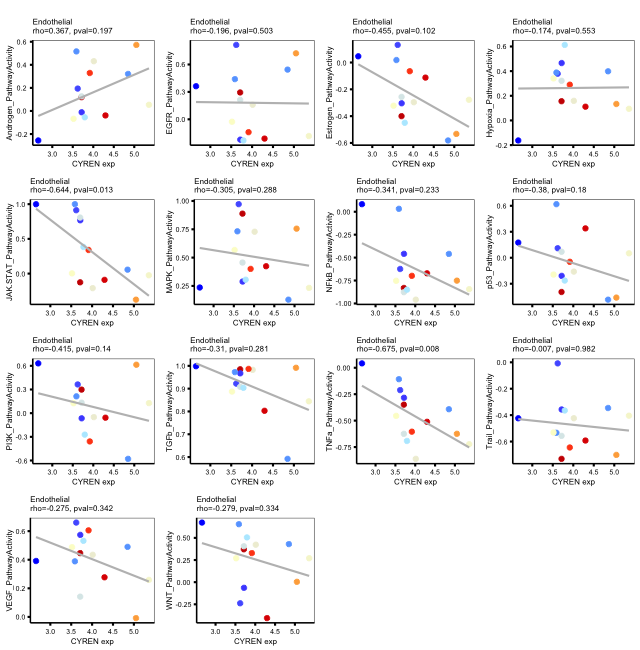 Endothelial
rho=0.367, pval=0.197
Androgen_PathwayActivity
0.6
0.4
0.2
0.0
-0.2
3.0 3.5 4.0 4.5 5.0
CYREN exp
Endothelial
rho=-0.196, pval=0.503
EGFR_PathwayActivity
0.8
0.6
0.4
0.2
0.0
3.0 3.5 4.0 4.5 5.0
CYREN exp
Endothelial
rho=-0.455, pval=0.102
Estrogen_PathwayActivity
0.0
-0.2
-0.4
-0.6
3.0 3.5 4.0 4.5 5.0
CYREN exp
Endothelial
rho=-0.174, pval=0.553
Hypoxia_PathwayActivity
0.6
0.4
0.2
0.0
-0.2
3.0 3.5 4.0 4.5 5.0
CYREN exp
Endothelial
rho=-0.644, pval=0.013
JAK.STAT_PathwayActivity
1.0
0.5
0.0
3.0 3.5 4.0 4.5 5.0
CYREN exp
Endothelial
rho=-0.305, pval=0.288
MAPK_PathwayActivity
1.00
0.75
0.50
0.25
3.0 3.5 4.0 4.5 5.0
CYREN exp
Endothelial
rho=-0.341, pval=0.233
NFkB_PathwayActivity
0.00
-0.25
-0.50
-0.75
-1.00
3.0 3.5 4.0 4.5 5.0
CYREN exp
Endothelial
rho=-0.38, pval=0.18
p53_PathwayActivity
0.6
0.3
0.0
-0.3
3.0 3.5 4.0 4.5 5.0
CYREN exp
Endothelial
rho=-0.415, pval=0.14
PI3K_PathwayActivity
0.6
0.3
0.0
-0.3
-0.6
3.0 3.5 4.0 4.5 5.0
CYREN exp
Endothelial
rho=-0.31, pval=0.281
TGFb_PathwayActivity
1.0
0.9
0.8
0.7
0.6
3.0 3.5 4.0 4.5 5.0
CYREN exp
Endothelial
rho=-0.675, pval=0.008
TNFa_PathwayActivity
0.00
-0.25
-0.50
-0.75
3.0 3.5 4.0 4.5 5.0
CYREN exp
Endothelial
rho=-0.007, pval=0.982
Trail_PathwayActivity
0.0
-0.2
-0.4
-0.6
3.0 3.5 4.0 4.5 5.0
CYREN exp
Endothelial
rho=-0.275, pval=0.342
VEGF_PathwayActivity
0.6
0.4
0.2
0.0
3.0 3.5 4.0 4.5 5.0
CYREN exp
Endothelial
rho=-0.279, pval=0.334
WNT_PathwayActivity
0.50
0.25
0.00
-0.25
3.0 3.5 4.0 4.5 5.0
CYREN exp